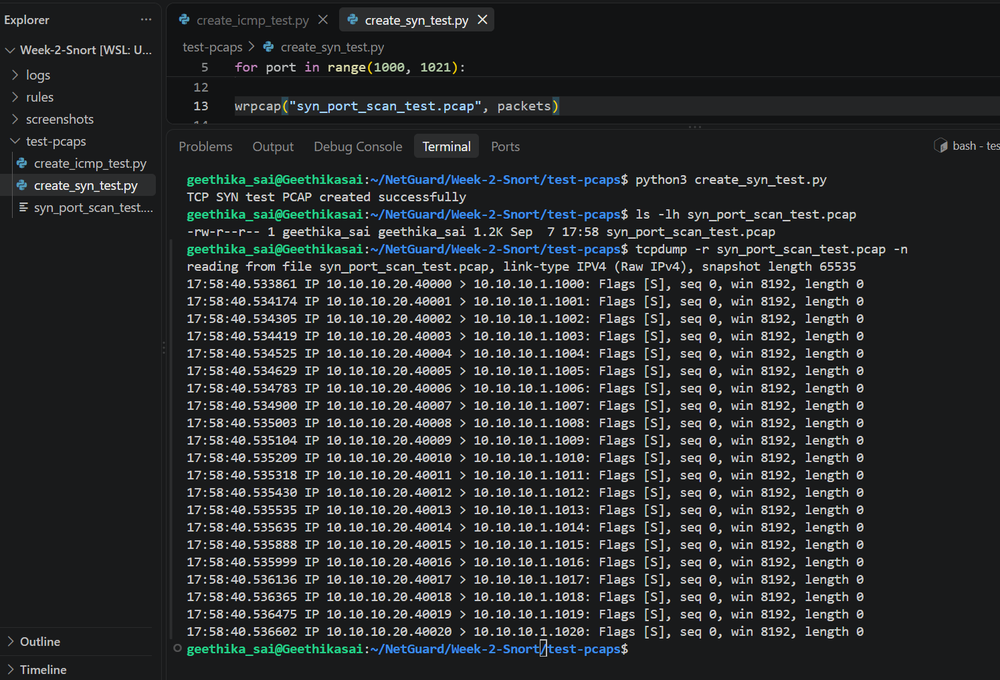 Explorer ···
Week-2-Snort [WSL: U...
logs
rules
screenshots
test-pcaps
create_icmp_test.py
create_syn_test.py
syn_port_scan_test....
Outline
Timeline
create_icmp_test.py
create_syn_test.py
test-pcaps > create_syn_test.py
5 for port in range(1000, 1021):
12
13 wrpcap("syn_port_scan_test.pcap", packets)
14
Problems Output Debug Console Terminal Ports
bash - tes
geethika_sai@Geethikasai:~/NetGuard/Week-2-Snort/test-pcaps$ python3 create_syn_test.py
TCP SYN test PCAP created successfully
geethika_sai@Geethikasai:~/NetGuard/Week-2-Snort/test-pcaps$ ls -lh syn_port_scan_test.pcap
-rw-r--r-- 1 geethika_sai geethika_sai 1.2K Sep  7 17:58 syn_port_scan_test.pcap
geethika_sai@Geethikasai:~/NetGuard/Week-2-Snort/test-pcaps$ tcpdump -r syn_port_scan_test.pcap -n
reading from file syn_port_scan_test.pcap, link-type IPV4 (Raw IPv4), snapshot length 65535
17:58:40.533861 IP 10.10.10.20.40000 > 10.10.10.1.1000: Flags [S], seq 0, win 8192, length 0
17:58:40.534174 IP 10.10.10.20.40001 > 10.10.10.1.1001: Flags [S], seq 0, win 8192, length 0
17:58:40.534305 IP 10.10.10.20.40002 > 10.10.10.1.1002: Flags [S], seq 0, win 8192, length 0
17:58:40.534419 IP 10.10.10.20.40003 > 10.10.10.1.1003: Flags [S], seq 0, win 8192, length 0
17:58:40.534525 IP 10.10.10.20.40004 > 10.10.10.1.1004: Flags [S], seq 0, win 8192, length 0
17:58:40.534629 IP 10.10.10.20.40005 > 10.10.10.1.1005: Flags [S], seq 0, win 8192, length 0
17:58:40.534783 IP 10.10.10.20.40006 > 10.10.10.1.1006: Flags [S], seq 0, win 8192, length 0
17:58:40.534900 IP 10.10.10.20.40007 > 10.10.10.1.1007: Flags [S], seq 0, win 8192, length 0
17:58:40.535003 IP 10.10.10.20.40008 > 10.10.10.1.1008: Flags [S], seq 0, win 8192, length 0
17:58:40.535104 IP 10.10.10.20.40009 > 10.10.10.1.1009: Flags [S], seq 0, win 8192, length 0
17:58:40.535209 IP 10.10.10.20.40010 > 10.10.10.1.1010: Flags [S], seq 0, win 8192, length 0
17:58:40.535318 IP 10.10.10.20.40011 > 10.10.10.1.1011: Flags [S], seq 0, win 8192, length 0
17:58:40.535430 IP 10.10.10.20.40012 > 10.10.10.1.1012: Flags [S], seq 0, win 8192, length 0
17:58:40.535535 IP 10.10.10.20.40013 > 10.10.10.1.1013: Flags [S], seq 0, win 8192, length 0
17:58:40.535635 IP 10.10.10.20.40014 > 10.10.10.1.1014: Flags [S], seq 0, win 8192, length 0
17:58:40.535888 IP 10.10.10.20.40015 > 10.10.10.1.1015: Flags [S], seq 0, win 8192, length 0
17:58:40.535999 IP 10.10.10.20.40016 > 10.10.10.1.1016: Flags [S], seq 0, win 8192, length 0
17:58:40.536136 IP 10.10.10.20.40017 > 10.10.10.1.1017: Flags [S], seq 0, win 8192, length 0
17:58:40.536365 IP 10.10.10.20.40018 > 10.10.10.1.1018: Flags [S], seq 0, win 8192, length 0
17:58:40.536475 IP 10.10.10.20.40019 > 10.10.10.1.1019: Flags [S], seq 0, win 8192, length 0
17:58:40.536602 IP 10.10.10.20.40020 > 10.10.10.1.1020: Flags [S], seq 0, win 8192, length 0
geethika_sai@Geethikasai:~/NetGuard/Week-2-Snort/test-pcaps$